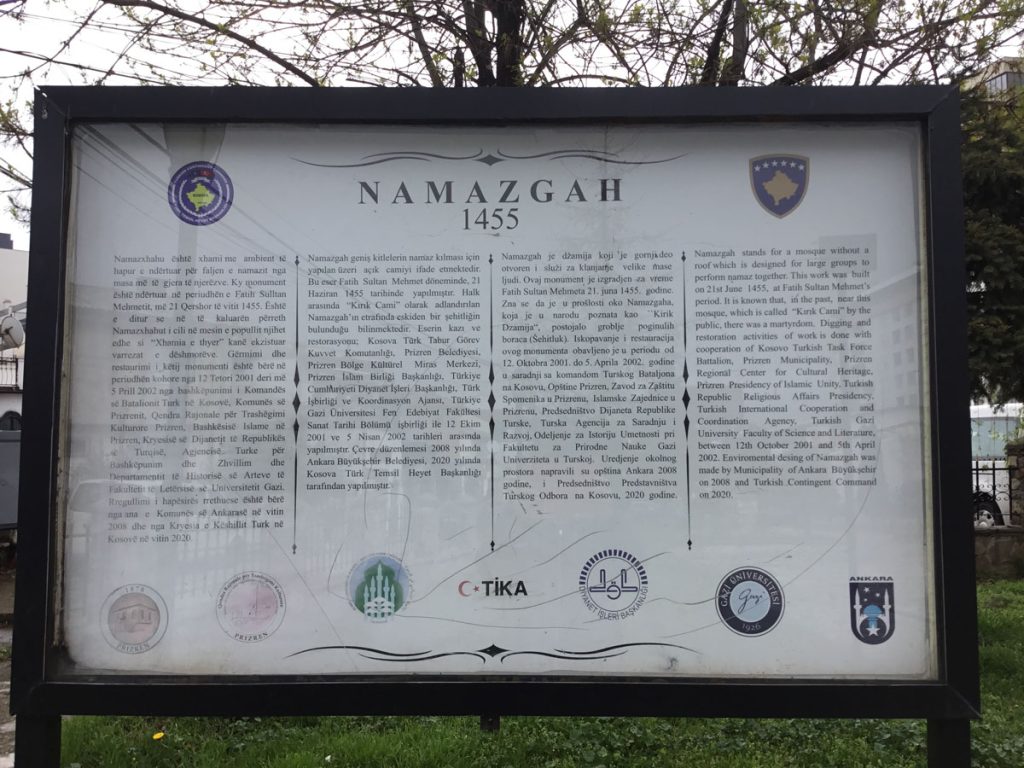 NAMAZGAH
1455
Namazxhahu është xhami me ambient të
hapur e ndërtuar për faljen e namazit nga
masa më të gjera të njerëzve. Ky monument
është ndërtuar në periudhën e Fatih Sulltan
Mehmetit, më 21 Qershor të vitit 1455. Është
e ditur se në të kaluarën përreth
Namazxhahut i cili në mesin e popullit njihet
edhe si "Xhamia e thyer" kanë ekzistuar
varrezat e dëshmorëve. Gërmimi dhe
restaurimi i këtij monumenti është bërë në
periudhën kohore nga 12 Tetori 2001 deri më
5 Prill 2002 nga bashkëpunimi i Komandës
së Batalionit Turk në Kosovë, Komunës së
Prizrenit, Qendra Rajonale për Trashëgimi
Kulturore Prizren, Bashkësisë Islame në
Prizren, Kryesisë së Dijanetit të Republikës
së Turqisë, Agjencisë Turke për
Bashkëpunim dhe Zhvillim dhe
Departamentit të Historisë së Arteve të
Fakultetit të Letërsisë së Universitetit Gazi.
Rregullimi i hapësirës rrethuese është bërë
nga ana e Komunës së Ankarasë në vitin
2008 dhe nga Kryesia e Këshillit Turk në
Kosovë në vitin 2020.
Namazgah geniş kitlelerin namaz kılması için
yapılan üzeri açık camiyi ifade etmektedir.
Bu eser Fatih Sultan Mehmet döneminde, 21
Haziran 1455 tarihinde yapılmıştır. Halk
arasında "Kırık Cami" olarak adlandırılan
Namazgah'ın etrafında eskiden bir şehitliğin
bulunduğu bilinmektedir. Eserin kazı ve
restorasyonu; Kosova Türk Tabur Görev
Kuvvet Komutanlığı, Prizren Belediyesi,
Prizren Bölge Kültürel Miras Merkezi,
Prizren İslam Birliği Başkanlığı, Türkiye
Cumhuriyeti Diyanet İşleri Başkanlığı, Türk
İşbirliği ve Koordinasyon Ajansı, Türkiye
Gazi Üniversitesi Fen Edebiyat Fakültesi
Sanat Tarihi Bölümü işbirliği ile 12 Ekim
2001 ve 5 Nisan 2002 tarihleri arasında
yapılmıştır. Çevre düzenlemesi 2008 yılında
Ankara Büyükşehir Belediyesi, 2020 yılında
Kosova Türk Temsil Heyet Başkanlığı
tarafından yapılmıştır.
Namazgah je džamija koji je gornji deo
otvoren i služi za klanjanje velike mase
ljudi. Ovaj monument je izgradjen za vreme
Fatih Sultan Mehmeta 21. juna 1455. godine.
Zna se da je u prošlosti oko Namazgaha,
koja je u narodu poznata kao ``Kirik
Dzamija", postojalo groblje poginulih
boraca (Šehitluk). Iskopavanje i restauracija
ovog monumenta obavljeno je u periodu od
12. Oktobra 2001. do 5. Aprila 2002. godine
u saradnji sa komandom Turskog Bataljona
na Kosovu, Opštine Prizren, Zavod za Zaštitu
Spomenika u Prizrenu, Islamske Zajednice u
Prizrenu, Predsedništvo Dijaneta Republike
Turske, Turska Agencija za Saradnju i
Razvoj, Odeljenje za Istoriju Umetnosti pri
Fakultetu za Prirodne Nauke Gazi
Univerziteta u Turskoj. Uredjenje okolnog
prostora napravili su opština Ankara 2008
godine, i Predsedništvo Predstavništva
Turskog Odbora na Kosovu, 2020 godine.
Namazgah stands for a mosque without a
roof which is designed for large groups to
perform namaz together. This work was built
on 21st June 1455, at Fatih Sultan Mehmet's
period. It is known that, in the past, near this
mosque, which is called "Kırık Cami" by the
public, there was a martyrdom. Digging and
restoration activities of work is done with
cooperation of Kosovo Turkish Task Force
Battalion, Prizren Municipality, Prizren
Regional Center for Cultural Heritage,
Prizren Presidency of Islamic Unity, Turkish
Republic Religious Affairs Presidency,
Turkish International Cooperation and
Coordination Agency, Turkish Gazi
University Faculty of Science and Literature,
between 12th October 2001 and 5th April
2002. Enviromental desing of Namazgah was
made by Municipality of Ankara Büyükşehir
on 2008 and Turkish Contingent Command
on 2020.
1878
PRIZREN
Qendra Rajonale për Trashëgimi Kulturore
PRIZREN
TİKA
DİYANET İŞLERİ BAŞKANLIĞI
GAZİ ÜNİVERSİTESİ
Gazi
1926
ANKARA